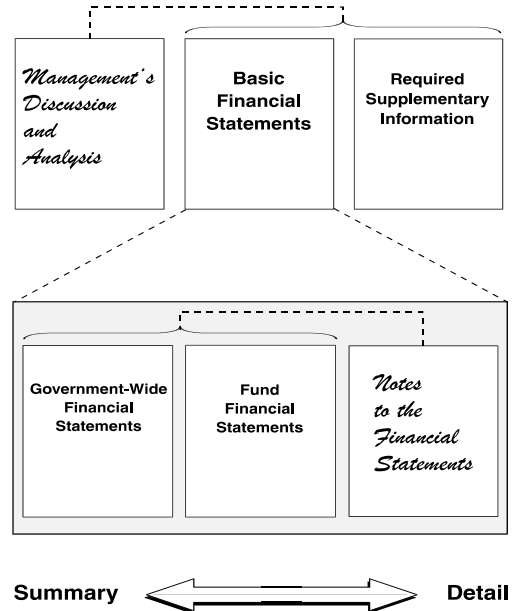 Management's
Discussion
and
Analysis
Basic
Financial
Statements
Required
Supplementary
Information
Government-Wide
Financial
Statements
Fund
Financial
Statements
Notes
to the
Financial
Statements
Summary
Detail